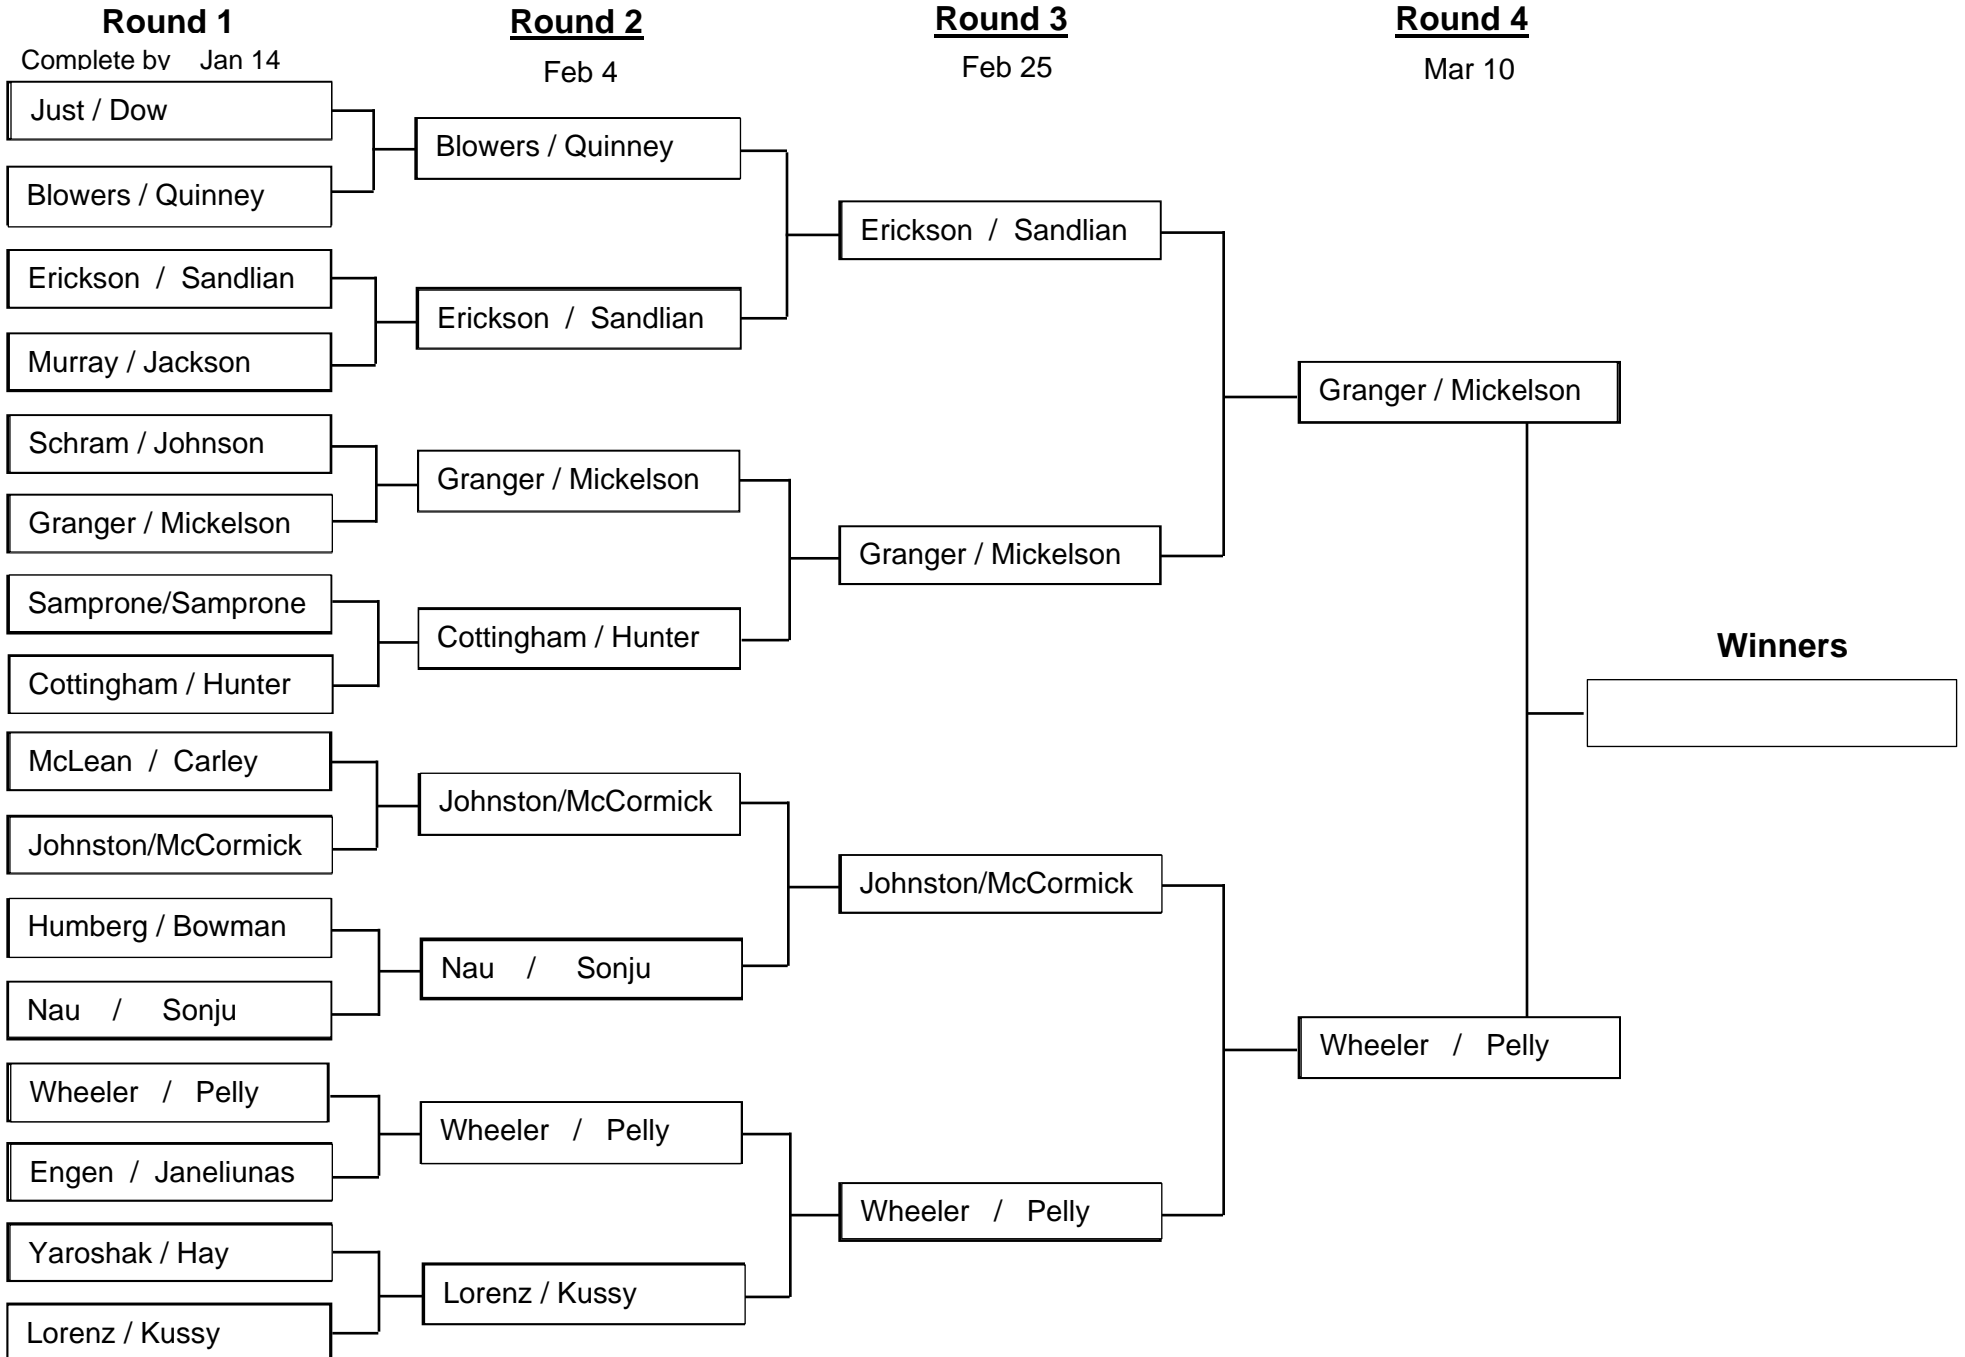 Round 1
Complete by Jan 14
Just / Dow
Blowers / Quinney
Erickson / Sandlian
Murray / Jackson
Schram / Johnson
Granger / Mickelson
Samprone/Samprone
Cottingham / Hunter
McLean / Carley
Johnston/McCormick
Humberg / Bowman
Nau / Sonju
Wheeler / Pelly
Engen / Janeliunas
Yaroshak / Hay
Lorenz / Kussy
Round 2
Feb 4
Blowers / Quinney
Erickson / Sandlian
Granger / Mickelson
Cottingham / Hunter
Johnston/McCormick
Nau / Sonju
Wheeler / Pelly
Lorenz / Kussy
Round 3
Feb 25
Erickson / Sandlian
Granger / Mickelson
Johnston/McCormick
Wheeler / Pelly
Round 4
Mar 10
Granger / Mickelson
Wheeler / Pelly
Winners